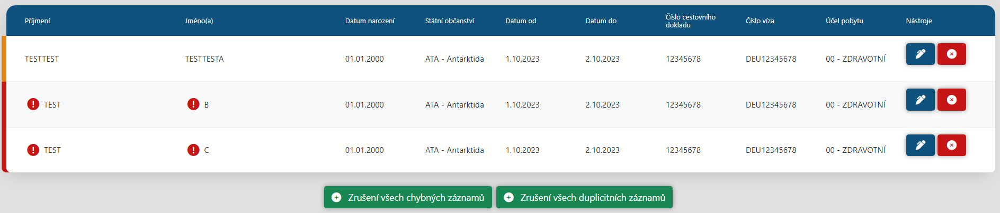 Příjmení Jméno(a) Datum narození Státní občanství Datum od Datum do Číslo cestovního dokladu Číslo víza Účel pobytu Nástroje
TESTTEST TESTTESTA 01.01.2000 ATA - Antarktida 1.10.2023 2.10.2023 12345678 DEU12345678 00 - ZDRAVOTNÍ
TEST B 01.01.2000 ATA - Antarktida 1.10.2023 2.10.2023 12345678 DEU12345678 00 - ZDRAVOTNÍ
TEST C 01.01.2000 ATA - Antarktida 1.10.2023 2.10.2023 12345678 DEU12345678 00 - ZDRAVOTNÍ
Zrušení všech chybných záznamů Zrušení všech duplicitních záznamů